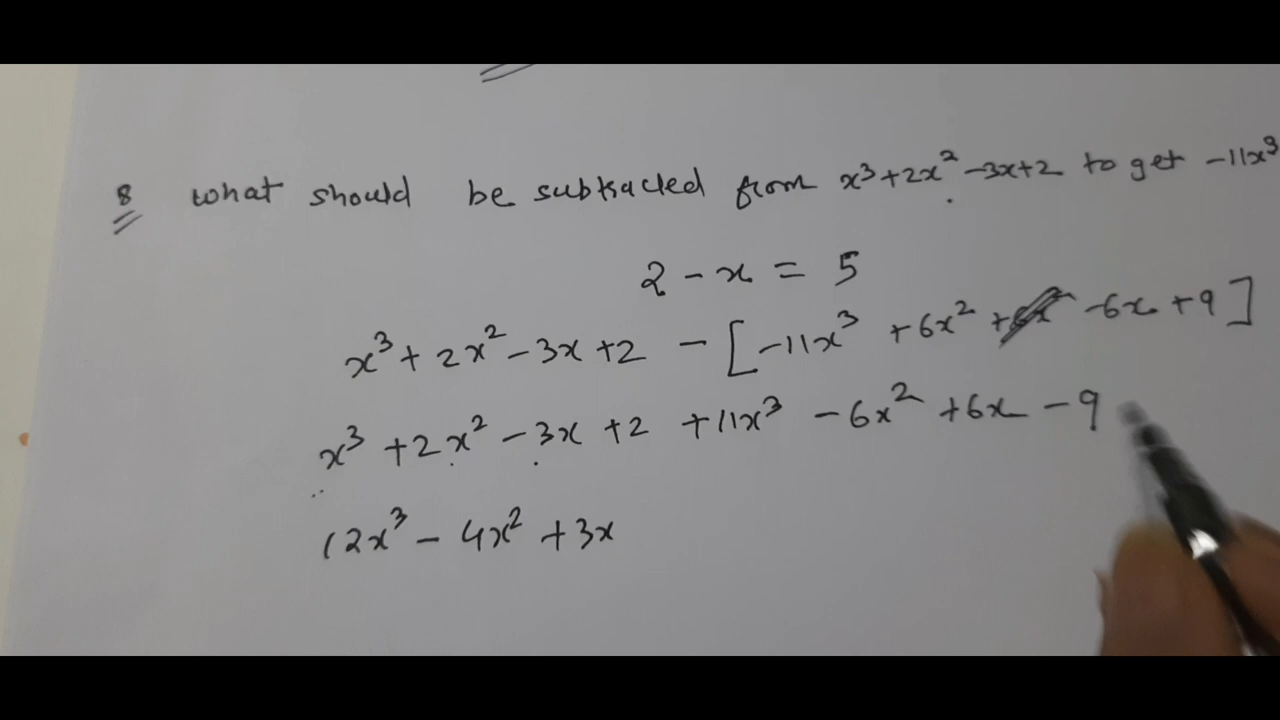 8 what should be subtracted from x³+2x²-3x+2 to get -11x³
2 - x = 5
x³+ 2x²-3x+2 - [-11x³ +6x² -6x+9]
x³ +2x² -3x +2 +11x³ -6x² +6x -9
12x³ - 4x² +3x